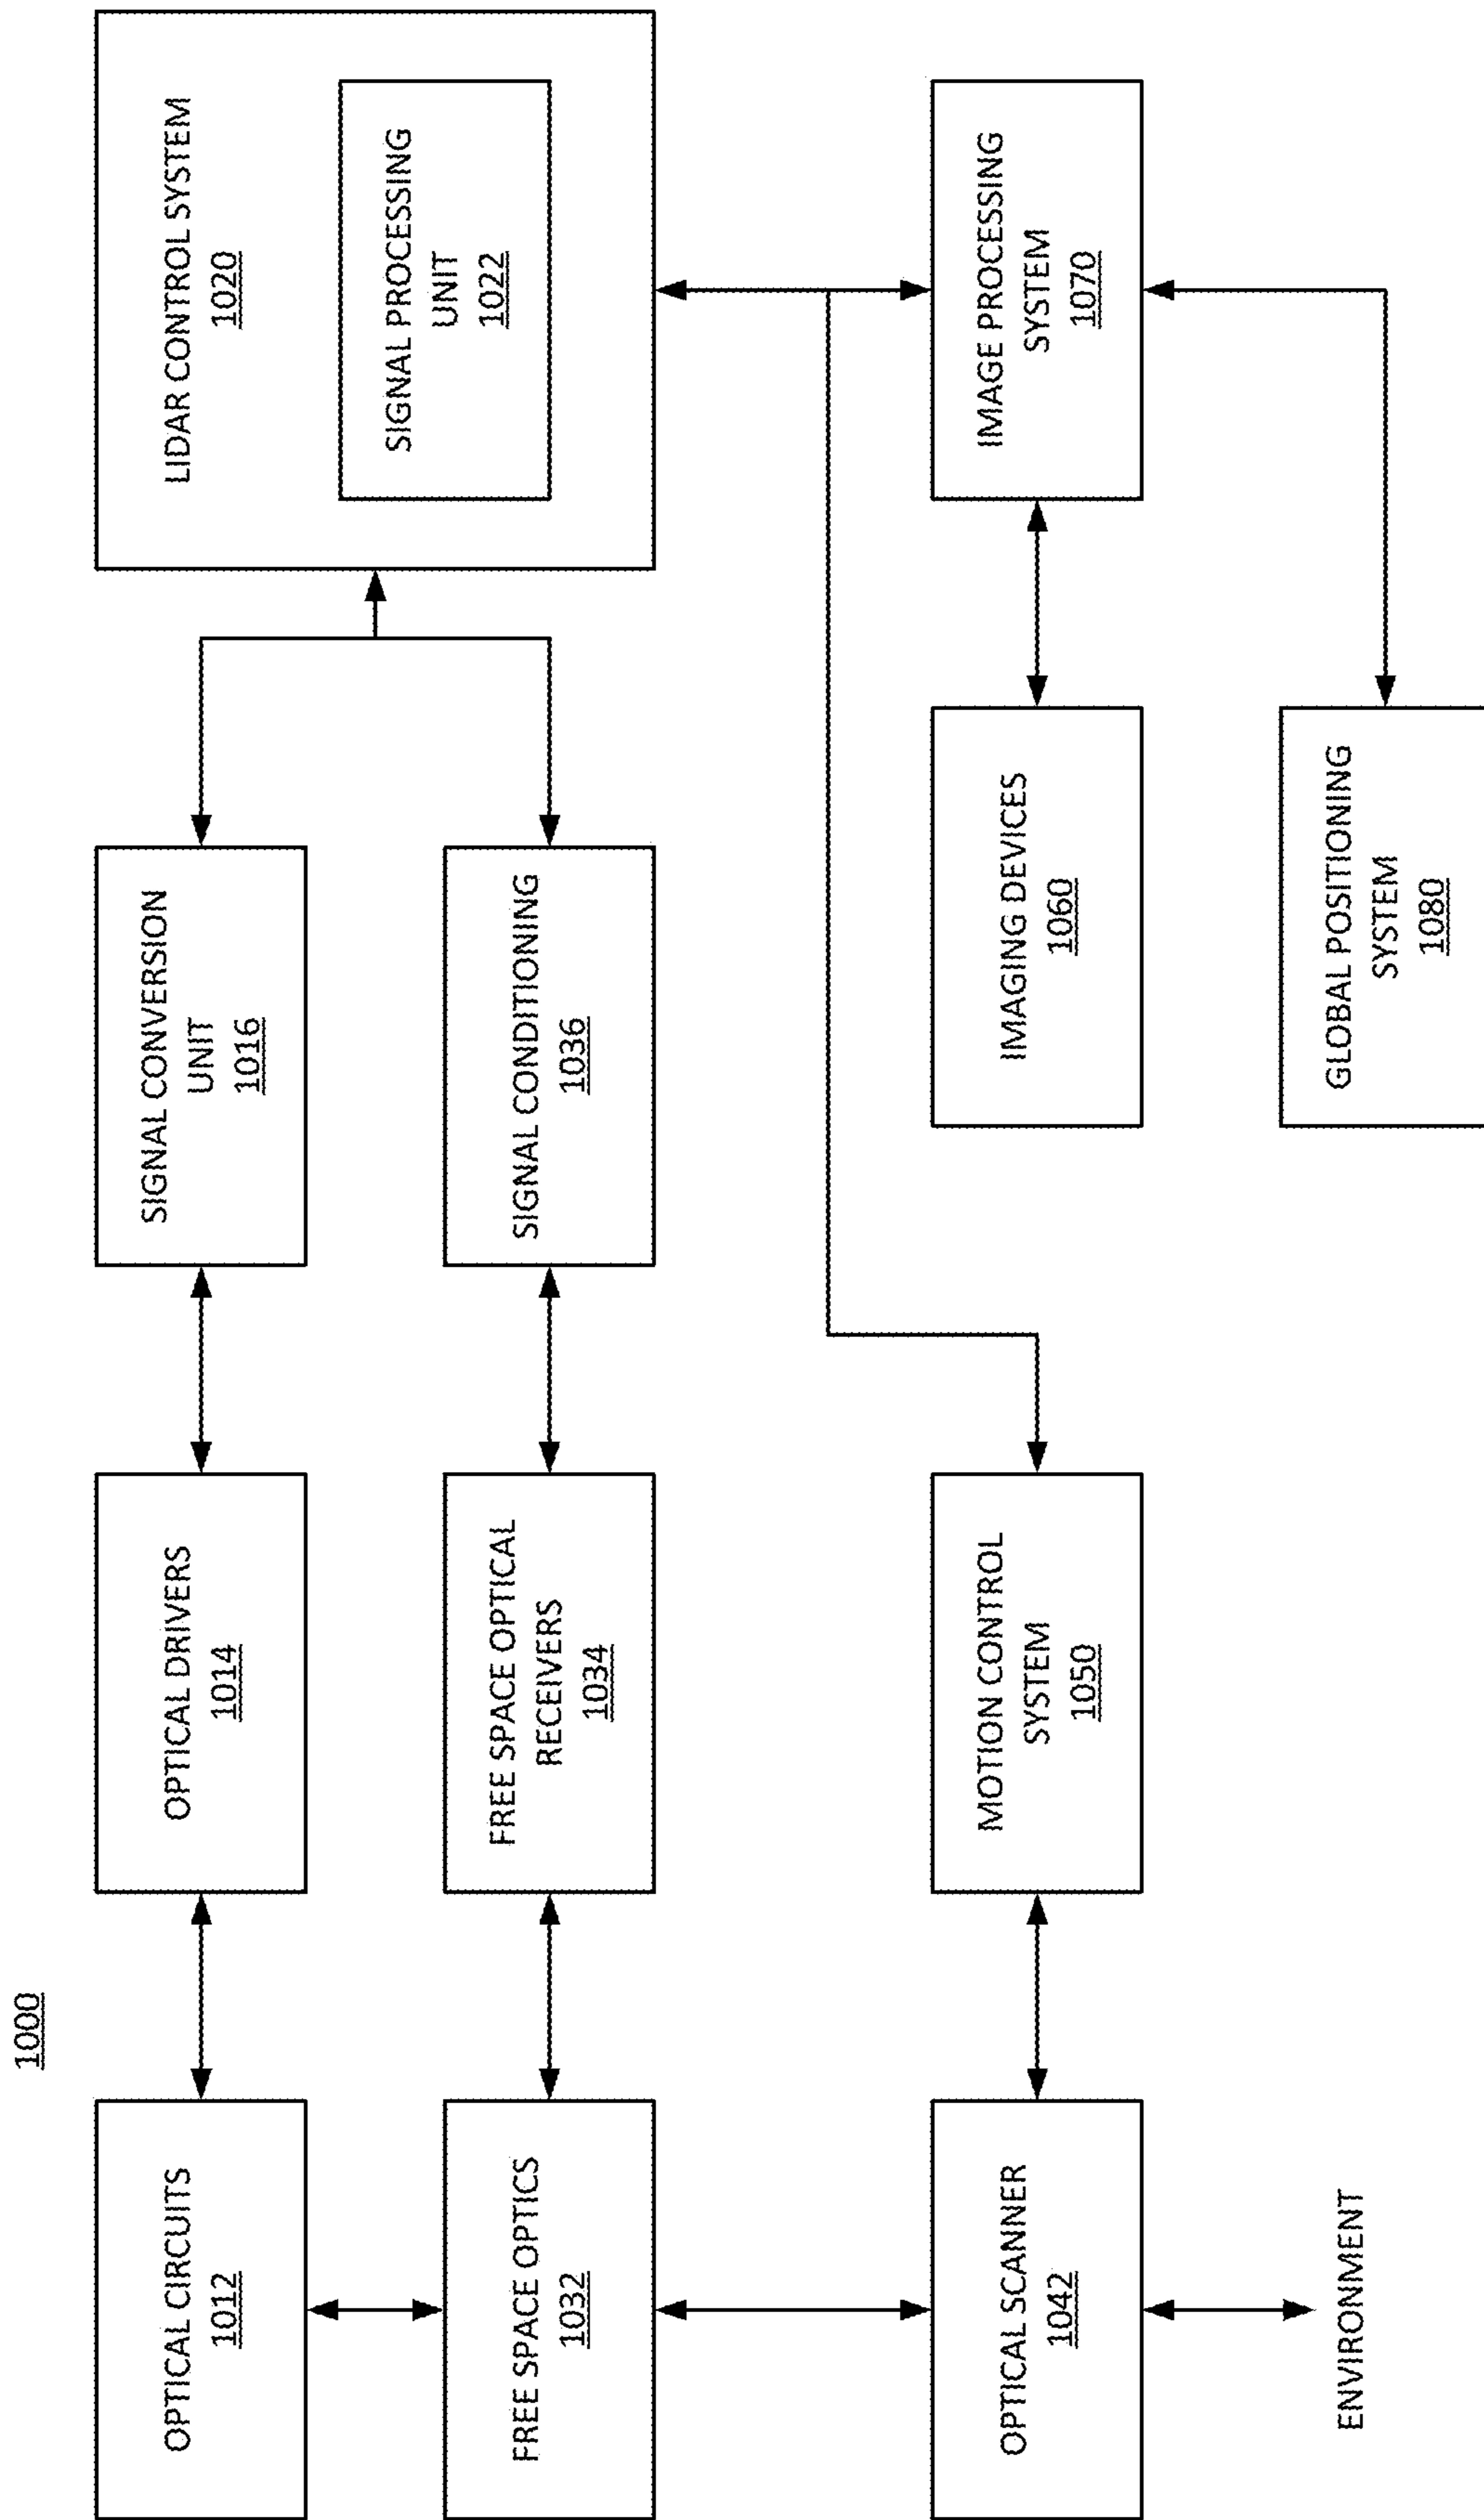 1000
OPTICAL CIRCUITS
1012
OPTICAL DRIVERS
1014
SIGNAL CONVERSION
UNIT
1016
LIDAR CONTROL SYSTEM
1020
SIGNAL PROCESSING
UNIT
1022
FREE SPACE OPTICS
1032
FREE SPACE OPTICAL
RECEIVERS
1034
SIGNAL CONDITIONING
1036
OPTICAL SCANNER
1042
MOTION CONTROL
SYSTEM
1050
IMAGING DEVICES
1060
IMAGE PROCESSING
SYSTEM
1070
ENVIRONMENT
GLOBAL POSITIONING
SYSTEM
1080